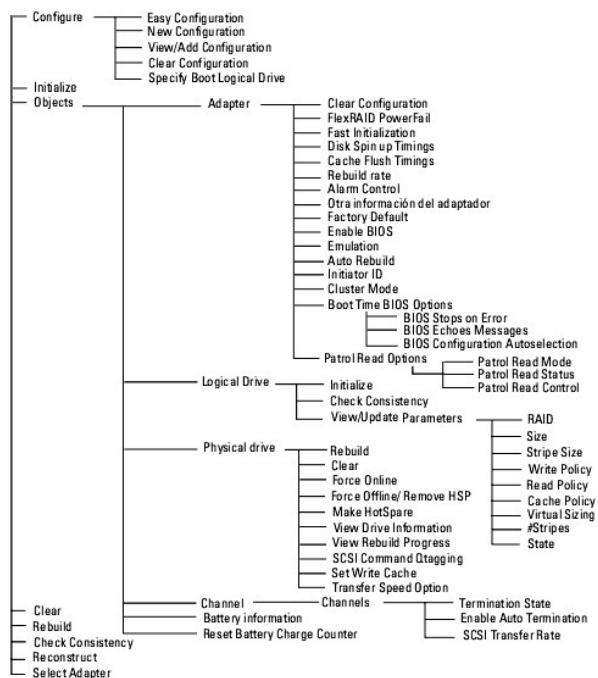 Configure
Easy Configuration
New Configuration
View/Add Configuration
Clear Configuration
Specify Boot Logical Drive
Initialize
Objects
Adapter
Clear Configuration
FlexRAID PowerFail
Fast Initialization
Disk Spin up Timings
Cache Flush Timings
Rebuild rate
Alarm Control
Otra información del adaptador
Factory Default
Enable BIOS
Emulation
Auto Rebuild
Initiator ID
Cluster Mode
Boot Time BIOS Options
BIOS Stops on Error
BIOS Echoes Messages
BIOS Configuration Autoselection
Patrol Read Options
Patrol Read Mode
Patrol Read Status
Patrol Read Control
Logical Drive
Initialize
Check Consistency
View/Update Parameters
RAID
Size
Stripe Size
Write Policy
Read Policy
Cache Policy
Virtual Sizing
#Stripes
State
Physical drive
Rebuild
Clear
Force Online
Force Offline/ Remove HSP
Make HotSpare
View Drive Information
View Rebuild Progress
SCSI Command Qtagging
Set Write Cache
Transfer Speed Option
Channel
Channels
Termination State
Enable Auto Termination
SCSI Transfer Rate
Battery information
Reset Battery Charge Counter
Clear
Rebuild
Check Consistency
Reconstruct
Select Adapter